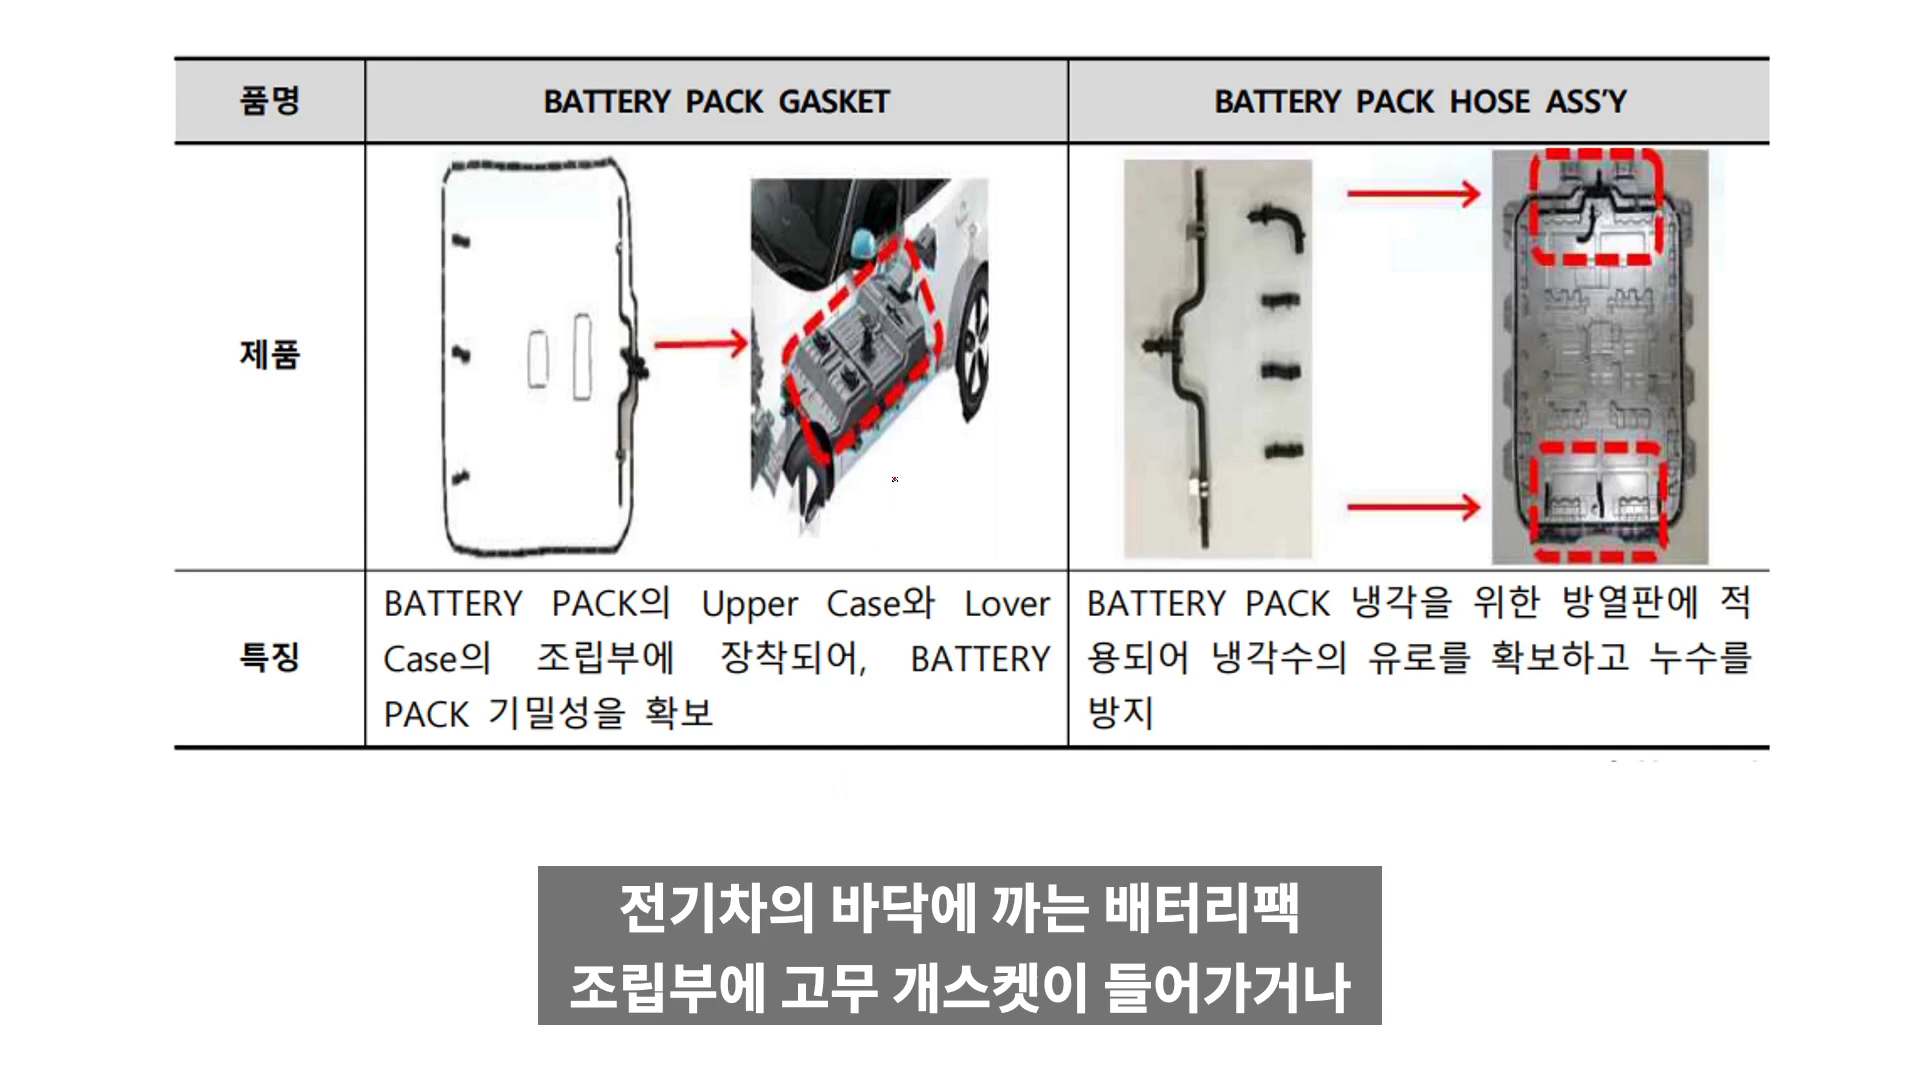 품명
BATTERY PACK GASKET
BATTERY PACK HOSE ASS'Y
제품
특징
BATTERY PACK의 Upper Case와 Lover
Case의 조립부에 장착되어, BATTERY
PACK 기밀성을 확보
BATTERY PACK 냉각을 위한 방열판에 적
용되어 냉각수의 유로를 확보하고 누수를
방지
전기차의 바닥에 까는 배터리팩
조립부에 고무 개스켓이 들어가거나